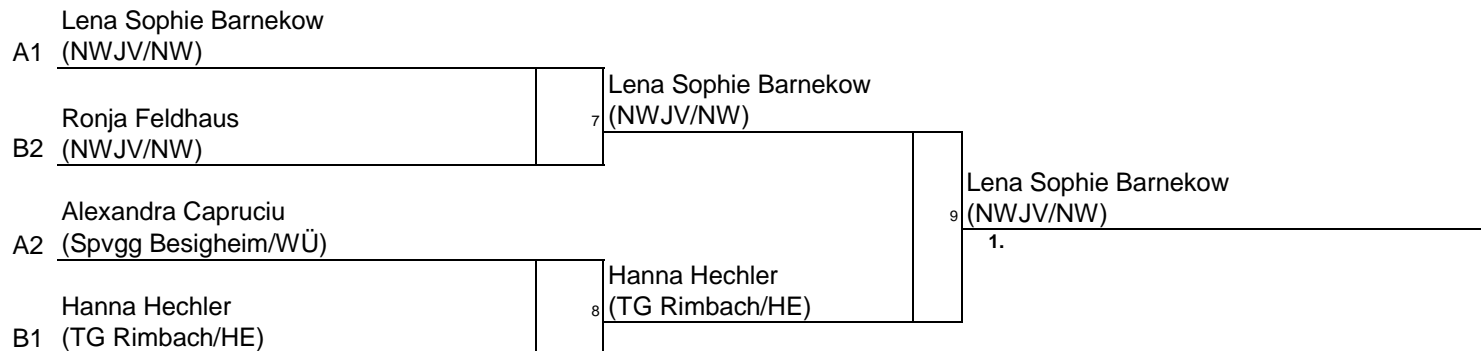 Lena Sophie Barnekow
A1 (NWJV/NW)
Lena Sophie Barnekow
7 (NWJV/NW)
Ronja Feldhaus
B2 (NWJV/NW)
Lena Sophie Barnekow
9 (NWJV/NW)
1.
Alexandra Capruciu
A2 (Spvgg Besigheim/WÜ)
Hanna Hechler
8 (TG Rimbach/HE)
Hanna Hechler
B1 (TG Rimbach/HE)